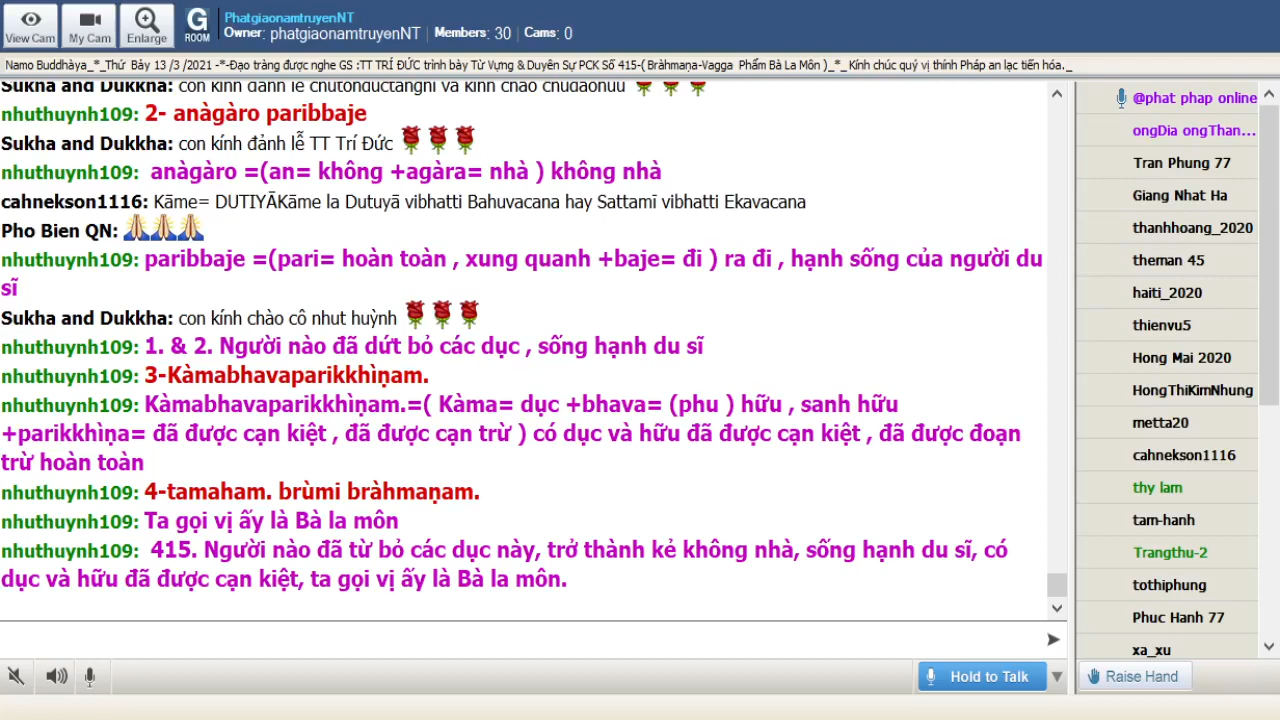 View Cam
My Cam
Enlarge
G
ROOM
PhatgiaonamtruyenNT
Owner: phatgiaonamtruyenNT | Members: 30 | Cams: 0
Namo Buddhàya_*_Thứ Bảy 13 /3 /2021 -*-Đạo tràng được nghe GS :TT TRÍ ĐỨC trình bày Từ Vựng & Duyên Sự PCK Số 415-( Bràhmaṇa-Vagga Phẩm Bà La Môn )_*_ Kính chúc quý vị thính Pháp an lạc tiến hóa._
Sukha and Dukkha: con kính đảnh lễ chutonductangni và kính chào chudaohuu
nhuthuynh109: 2- anàgàro paribbaje
Sukha and Dukkha: con kính đảnh lễ TT Trí Đức
nhuthuynh109: anàgàro =(an= không +agàra= nhà ) không nhà
cahnekson1116: Kāme= DUTIYĀKāme la Dutuyā vibhatti Bahuvacana hay Sattamī vibhatti Ekavacana
Pho Bien QN:
nhuthuynh109: paribbaje =(pari= hoàn toàn , xung quanh +baje= đi ) ra đi , hạnh sống của người du
sĩ
Sukha and Dukkha: con kính chào cô nhut huỳnh
nhuthuynh109: 1. & 2. Người nào đã dứt bỏ các dục , sống hạnh du sĩ
nhuthuynh109: 3-Kàmabhavaparikkhìṇam.
nhuthuynh109: Kàmabhavaparikkhìṇam.=( Kàma= dục +bhava= (phu ) hữu , sanh hữu
+parikkhìṇa= đã được cạn kiệt , đã được cạn trừ ) có dục và hữu đã được cạn kiệt , đã được đoạn
trừ hoàn toàn
nhuthuynh109: 4-tamaham. brùmi bràhmaṇam.
nhuthuynh109: Ta gọi vị ấy là Bà la môn
nhuthuynh109: 415. Người nào đã từ bỏ các dục này, trở thành kẻ không nhà, sống hạnh du sĩ, có
dục và hữu đã được cạn kiệt, ta gọi vị ấy là Bà la môn.
Hold to Talk
@phat phap online
ongDia ongThan...
Tran Phung 77
Giang Nhat Ha
thanhhoang_2020
theman 45
haiti_2020
thienvu5
Hong Mai 2020
HongThiKimNhung
metta20
cahnekson1116
thy lam
tam-hanh
Trangthu-2
tothiphung
Phuc Hanh 77
xa_xu
Raise Hand